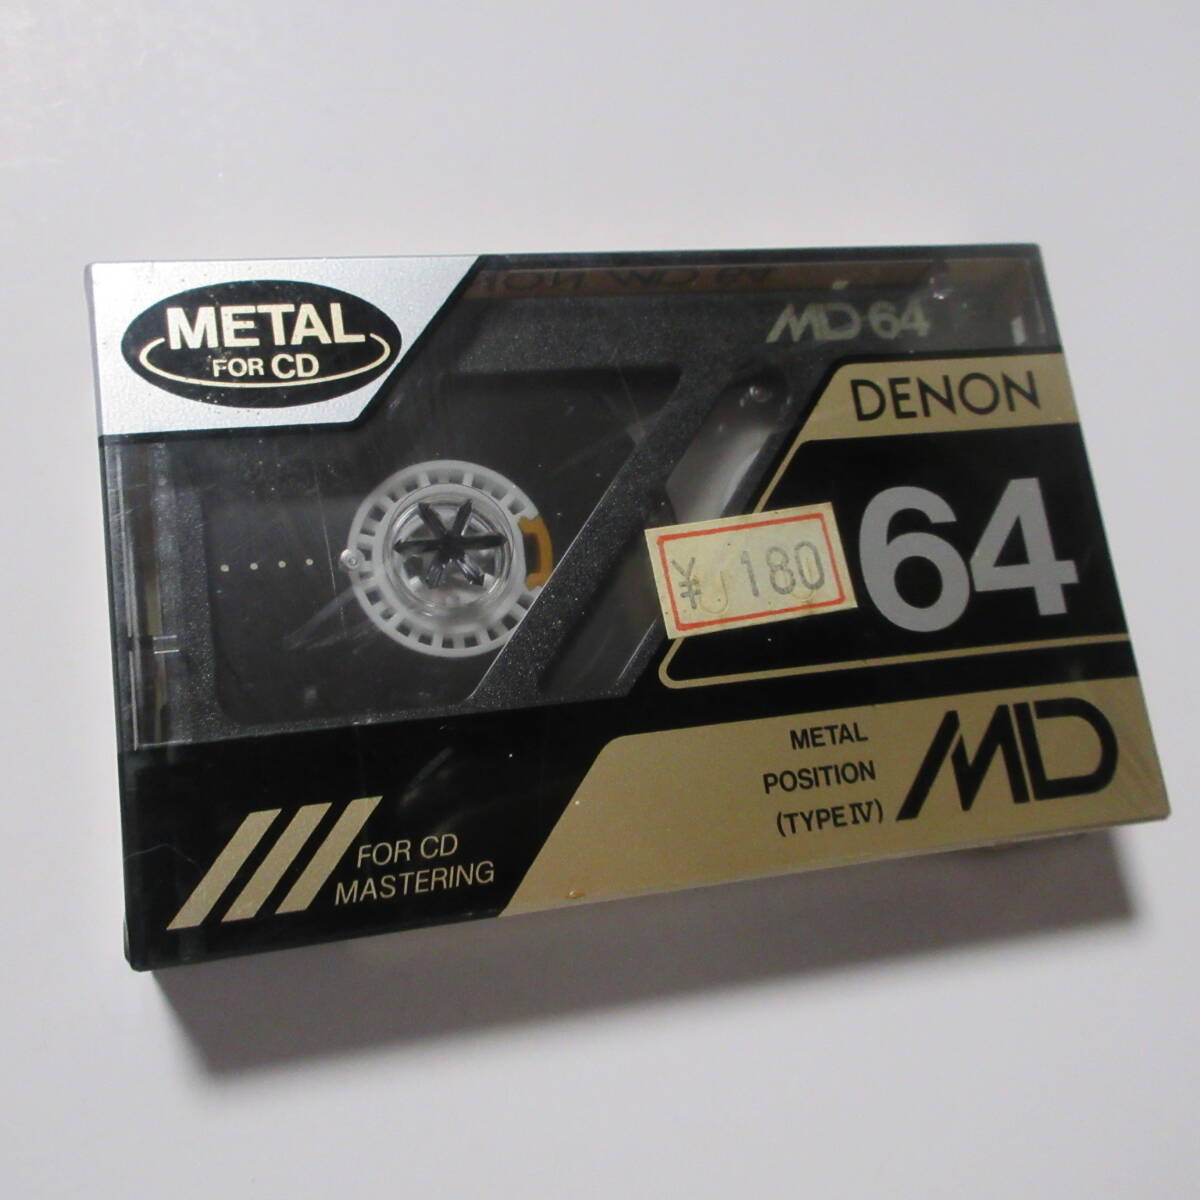 METAL
FOR CD
MD 64
DENON
64
¥ 180
METAL
POSITION
(TYPE IV)
MD
FOR CD
MASTERING